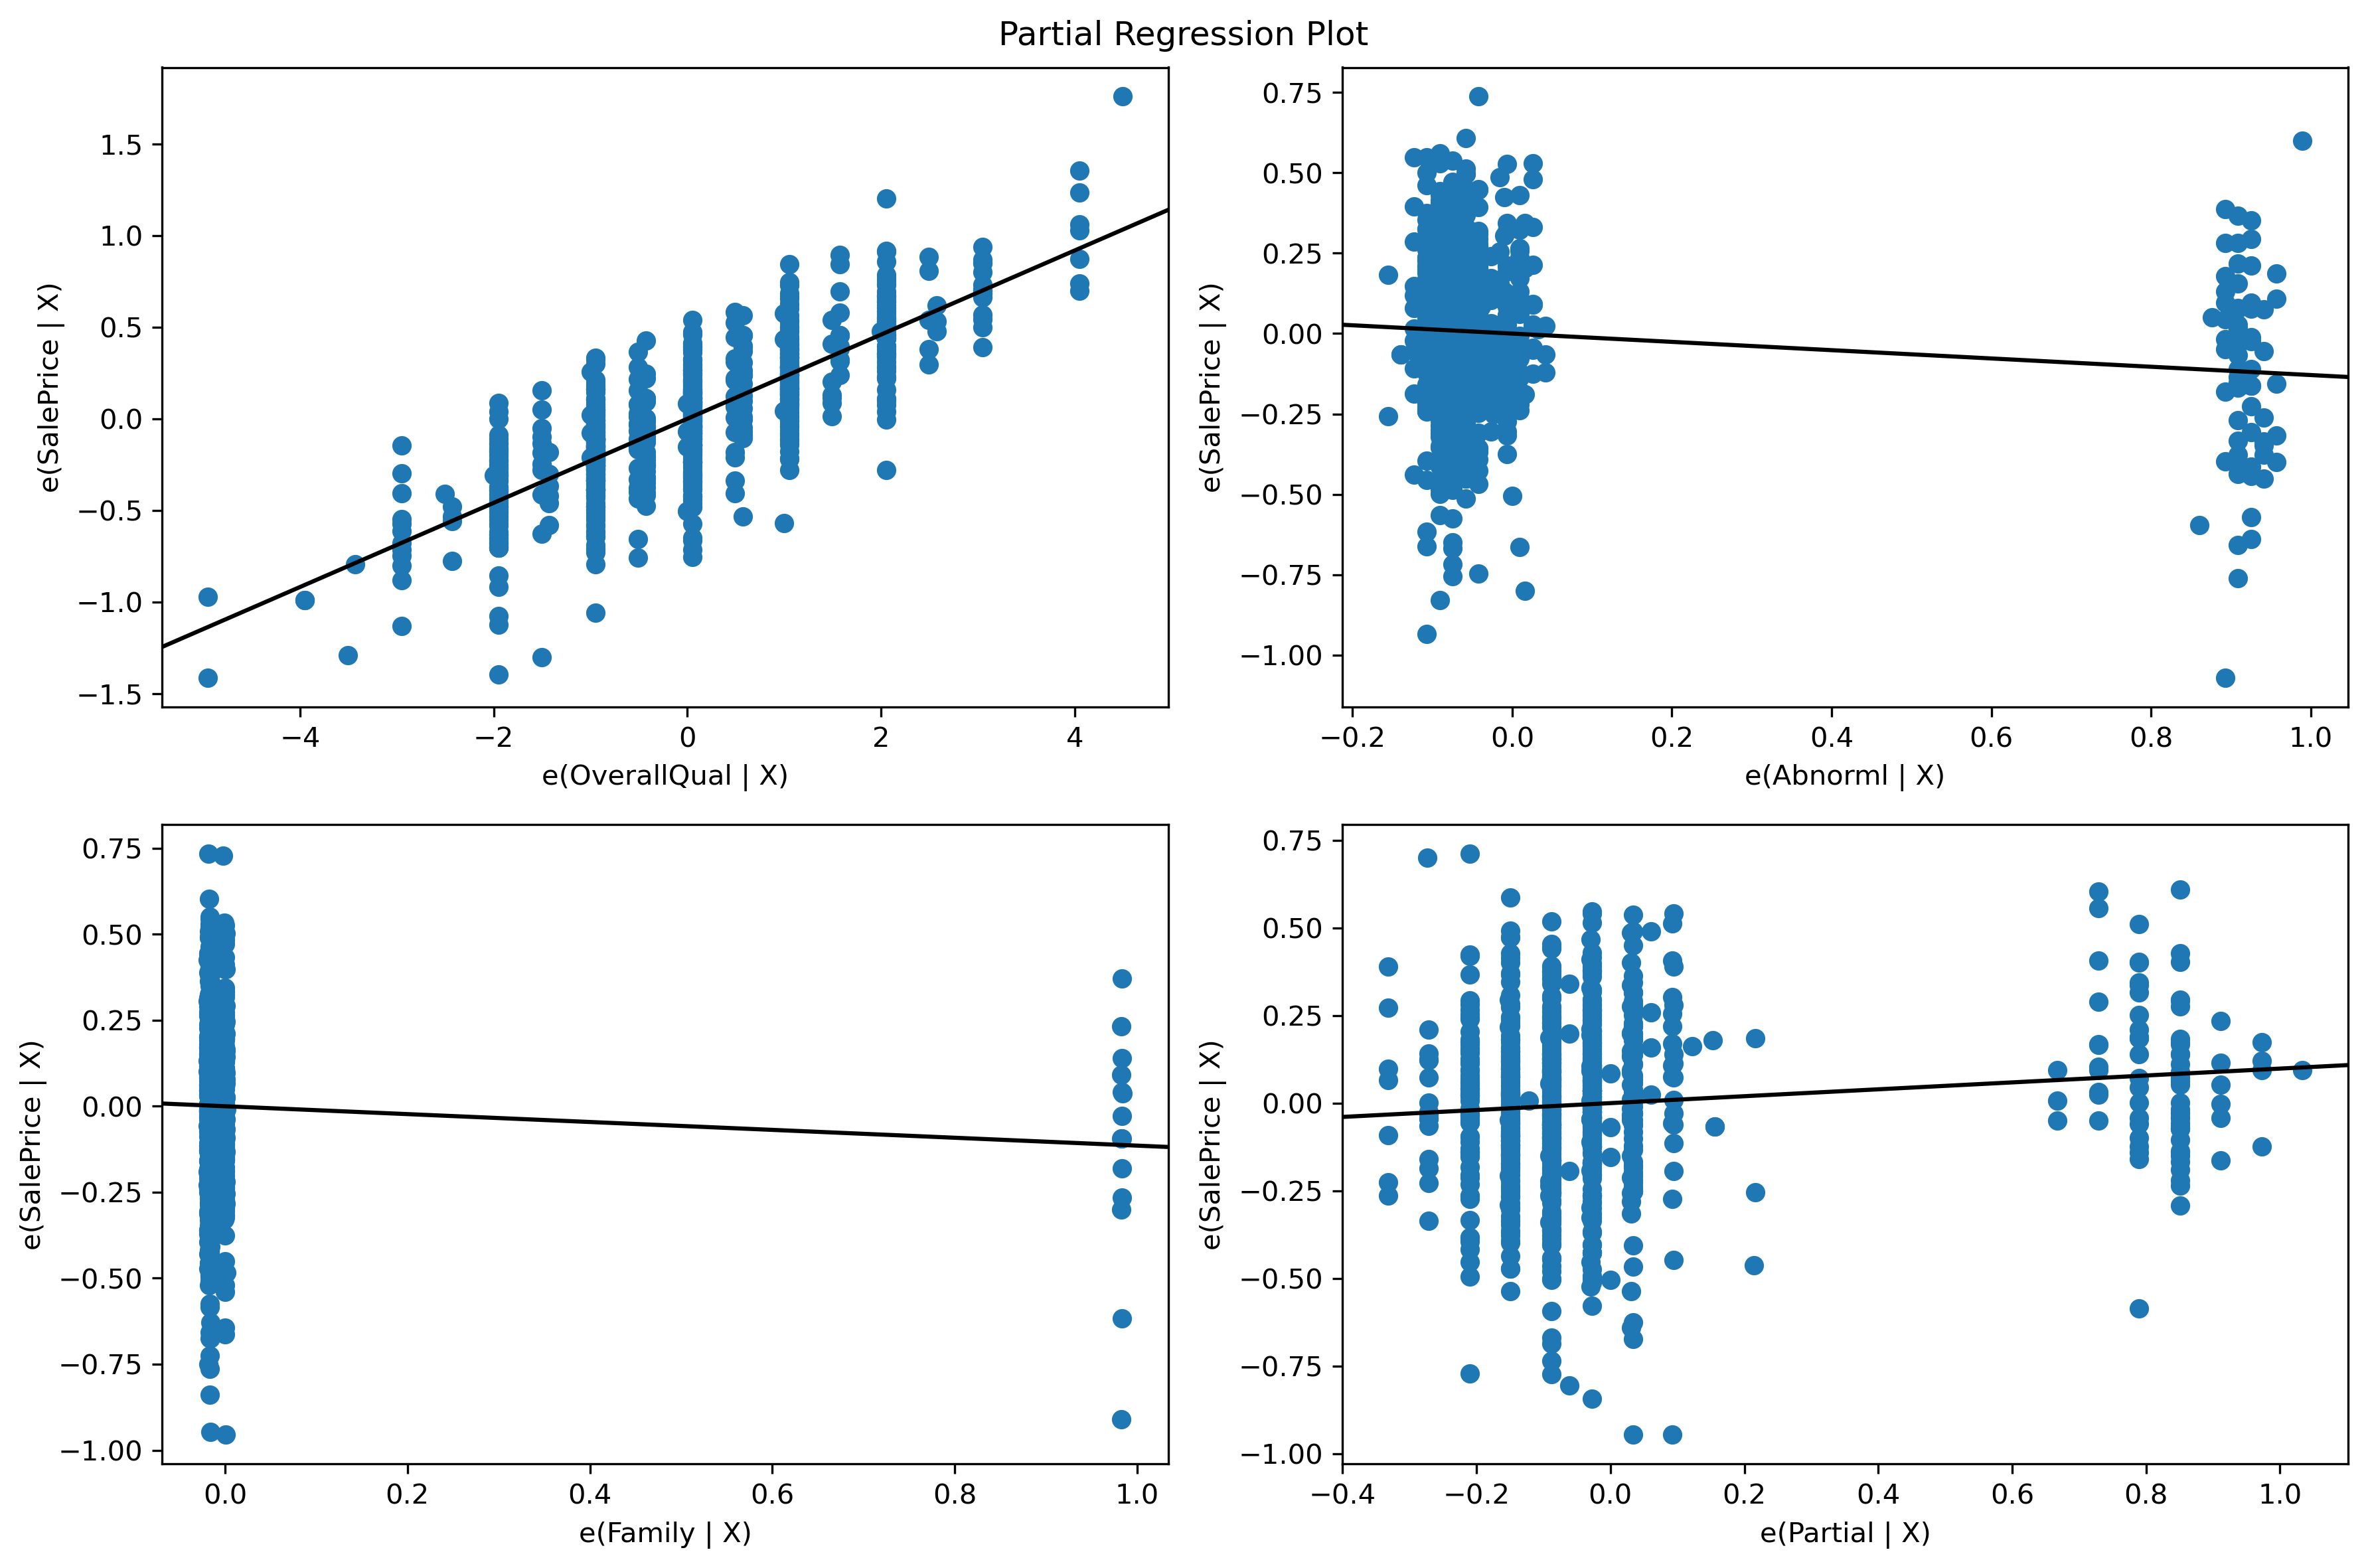 Partial Regression Plot
1.5
1.0
0.5
0.0
−0.5
−1.0
−1.5
e(SalePrice | X)
−4 −2 0 2 4
e(OverallQual | X)
0.75
0.50
0.25
0.00
−0.25
−0.50
−0.75
−1.00
e(SalePrice | X)
−0.2 0.0 0.2 0.4 0.6 0.8 1.0
e(Abnorml | X)
0.75
0.50
0.25
0.00
−0.25
−0.50
−0.75
−1.00
e(SalePrice | X)
0.0 0.2 0.4 0.6 0.8 1.0
e(Family | X)
0.75
0.50
0.25
0.00
−0.25
−0.50
−0.75
−1.00
e(SalePrice | X)
−0.4 −0.2 0.0 0.2 0.4 0.6 0.8 1.0
e(Partial | X)